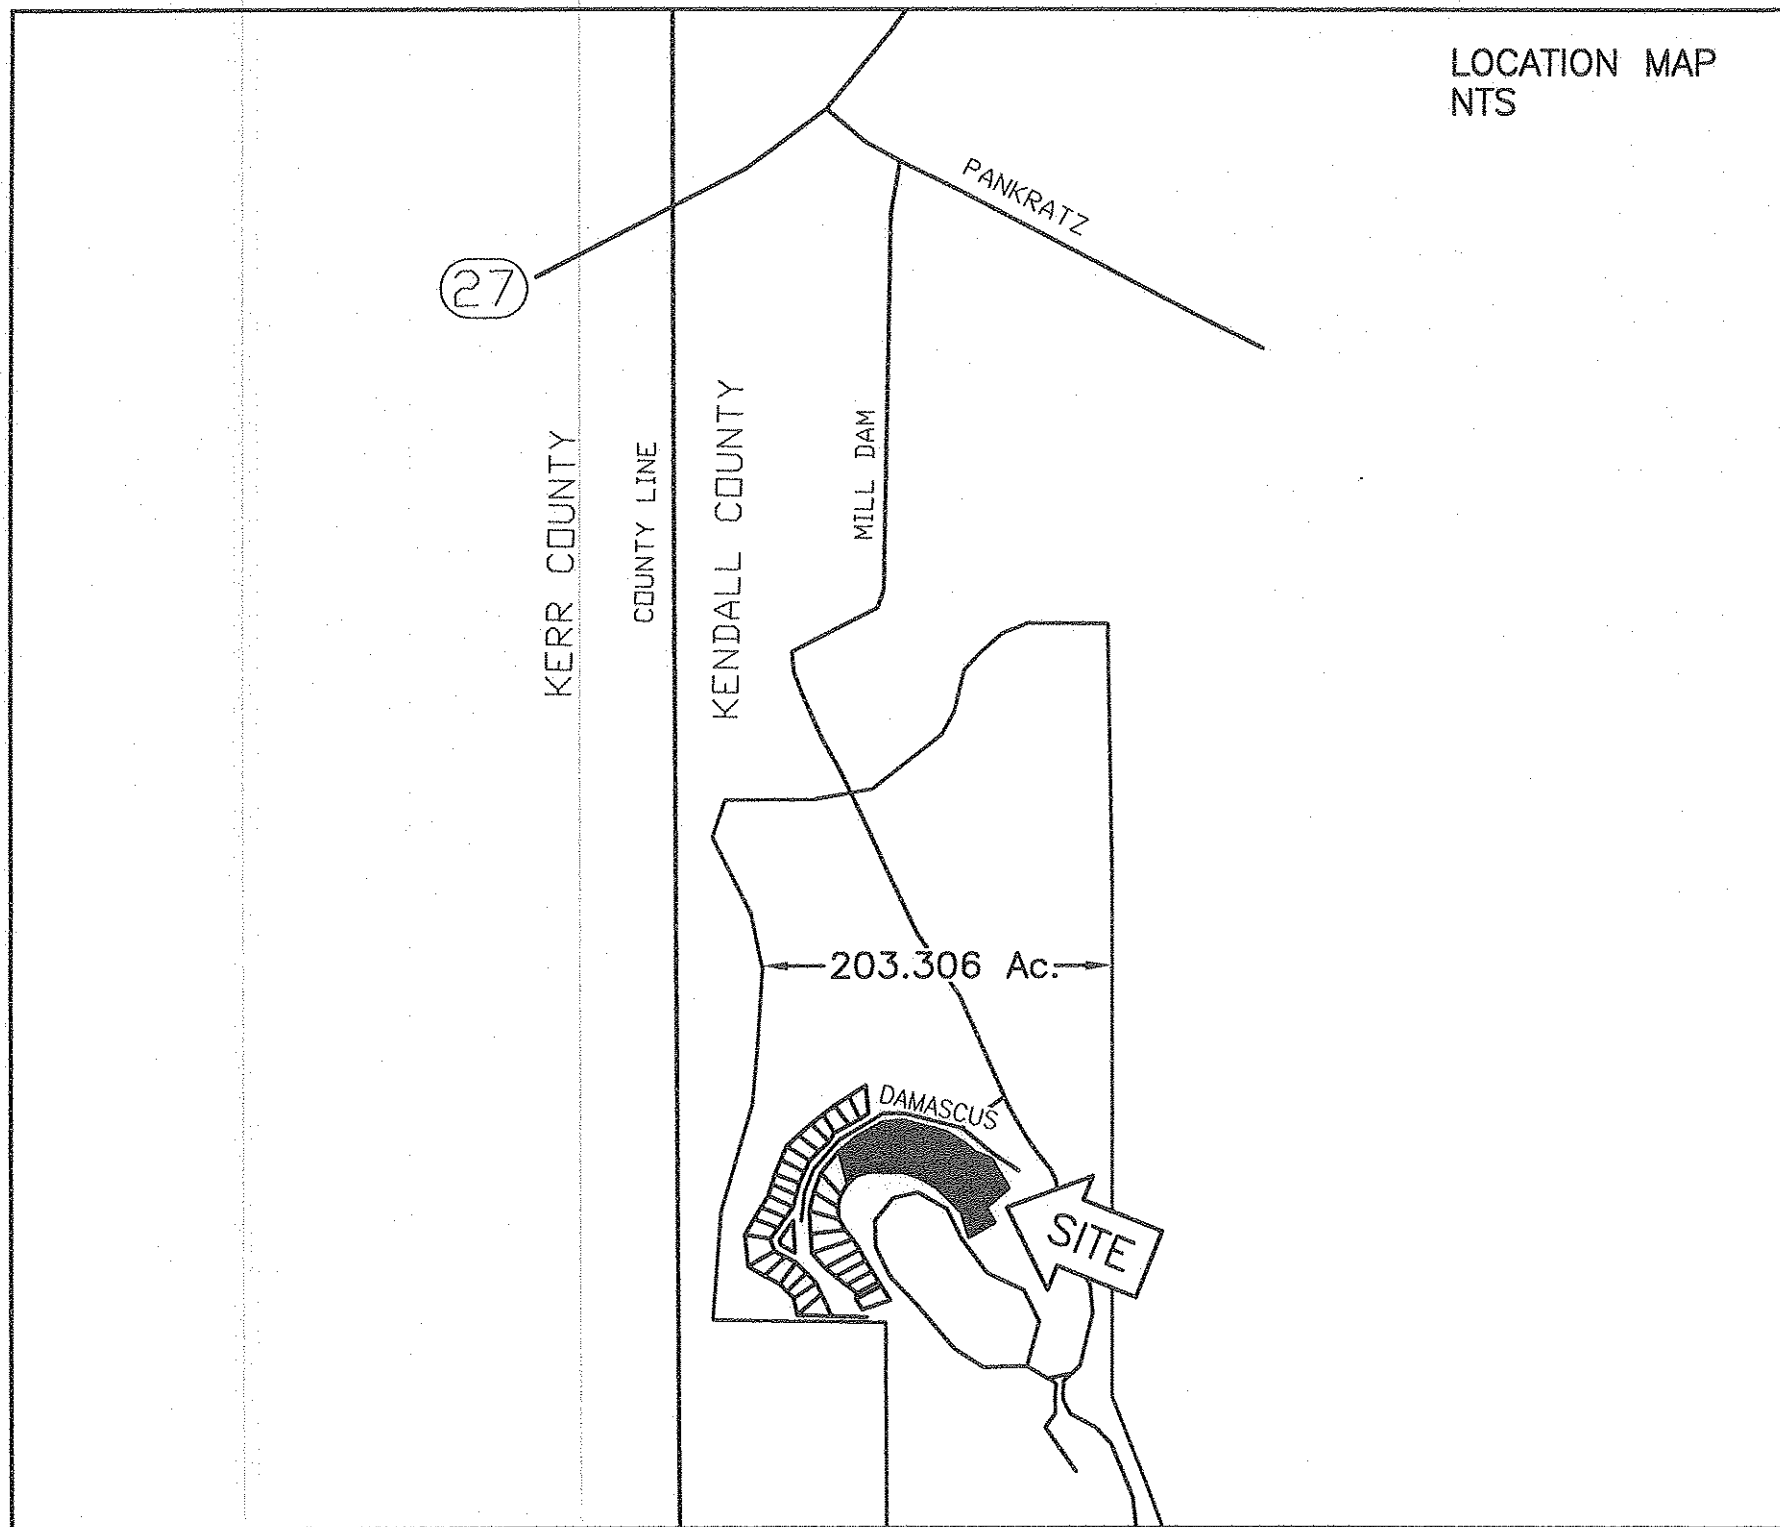 LOCATION MAP
NTS
PANKRATZ
27
KERR COUNTY
COUNTY LINE
KENDALL COUNTY
MILL DAM
203.306 Ac.
DAMASCUS
SITE